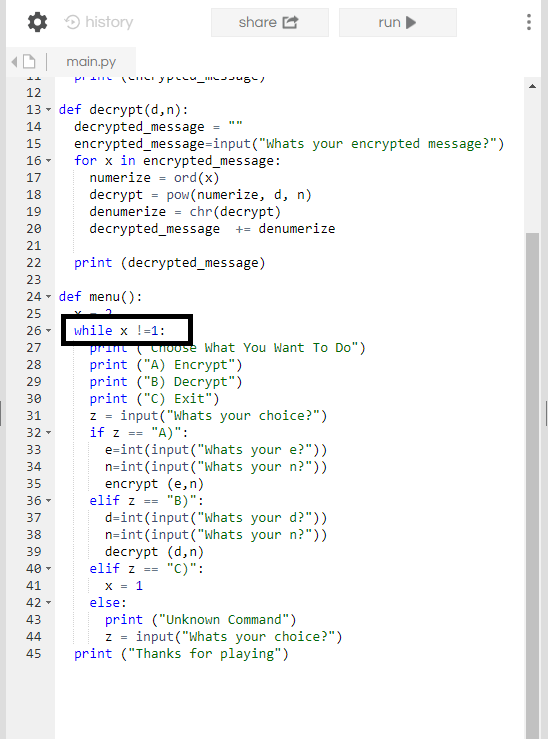 history
share
run
main.py
11 print (encrypted_message)
12
13 def decrypt(d,n):
14 decrypted_message = ""
15 encrypted_message=input("Whats your encrypted message?")
16 for x in encrypted_message:
17 numerize = ord(x)
18 decrypt = pow(numerize, d, n)
19 denumerize = chr(decrypt)
20 decrypted_message += denumerize
21
22 print (decrypted_message)
23
24 def menu():
25 x = 2
26 while x !=1:
27 print ("Choose What You Want To Do")
28 print ("A) Encrypt")
29 print ("B) Decrypt")
30 print ("C) Exit")
31 z = input("Whats your choice?")
32 if z == "A)":
33 e=int(input("Whats your e?"))
34 n=int(input("Whats your n?"))
35 encrypt (e,n)
36 elif z == "B)":
37 d=int(input("Whats your d?"))
38 n=int(input("Whats your n?"))
39 decrypt (d,n)
40 elif z == "C)":
41 x = 1
42 else:
43 print ("Unknown Command")
44 z = input("Whats your choice?")
45 print ("Thanks for playing")